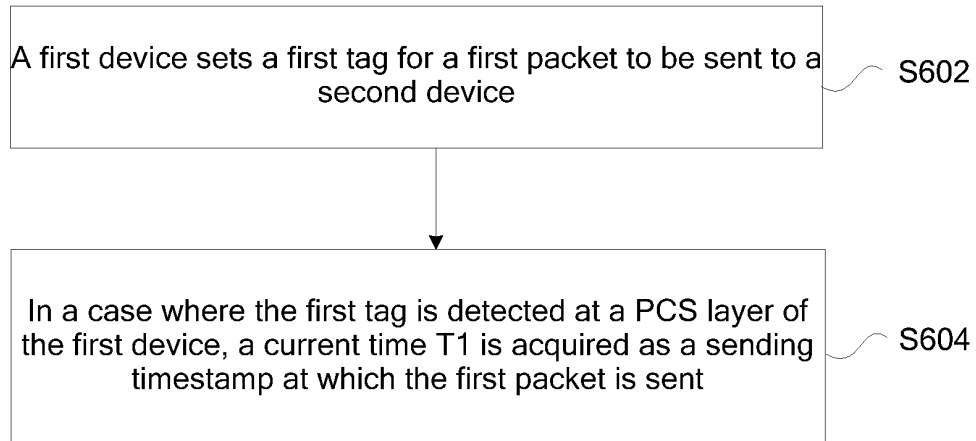 A first device sets a first tag for a first packet to be sent to a
second device
S602
In a case where the first tag is detected at a PCS layer of
the first device, a current time T1 is acquired as a sending
timestamp at which the first packet is sent
S604